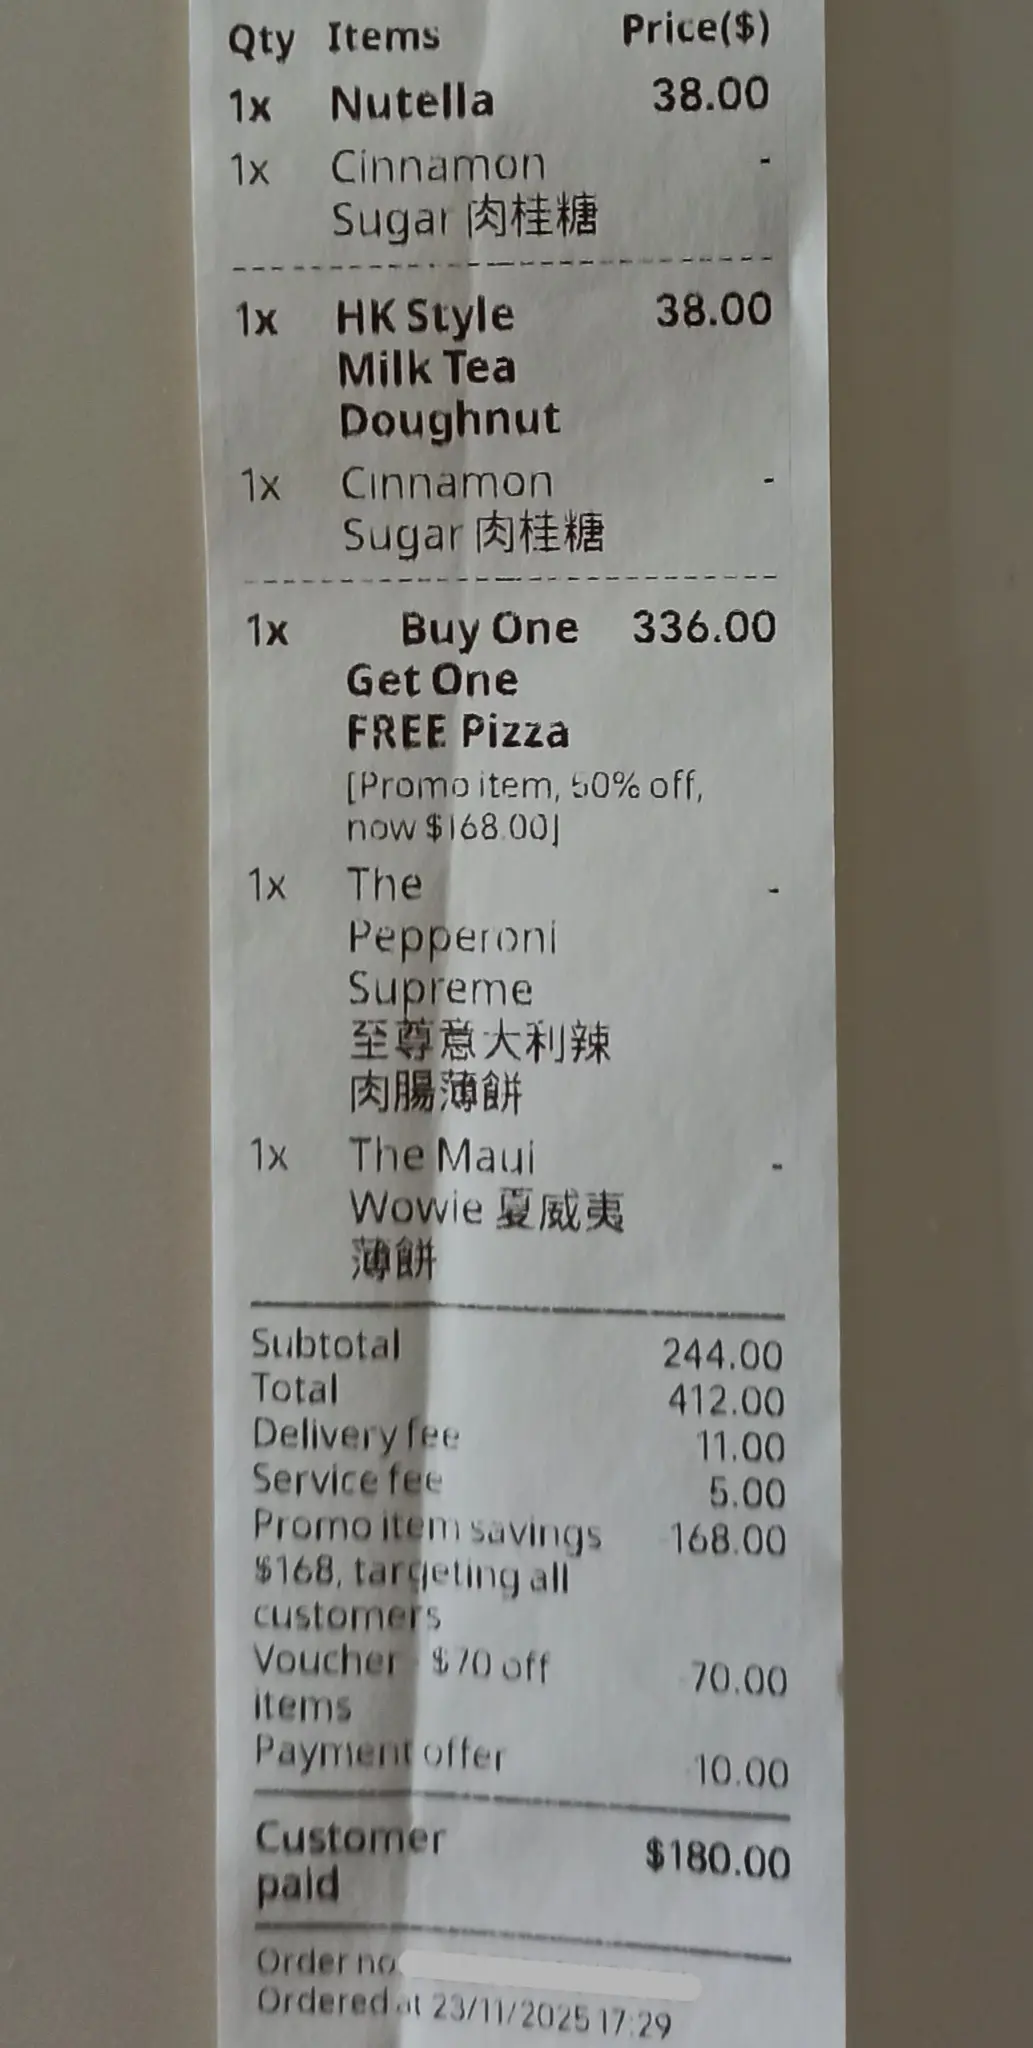 Qty Items Price($)
1x Nutella 38.00
1x Cinnamon -
Sugar 肉桂糖
1x HK Style 38.00
Milk Tea
Doughnut
1x Cinnamon -
Sugar 肉桂糖
1x Buy One 336.00
Get One
FREE Pizza
[Promo item, 50% off,
now $168.00]
1x The -
Pepperoni
Supreme
至尊意大利辣
肉腸薄餅
1x The Maui -
Wowie 夏威夷
薄餅
Subtotal 244.00
Total 412.00
Delivery fee 11.00
Service fee 5.00
Promo item savings 168.00
$168, targeting all
customers
Voucher $70 off 70.00
items
Payment offer 10.00
Customer $180.00
paid
Order no
Ordered at 23/11/2025 17:29